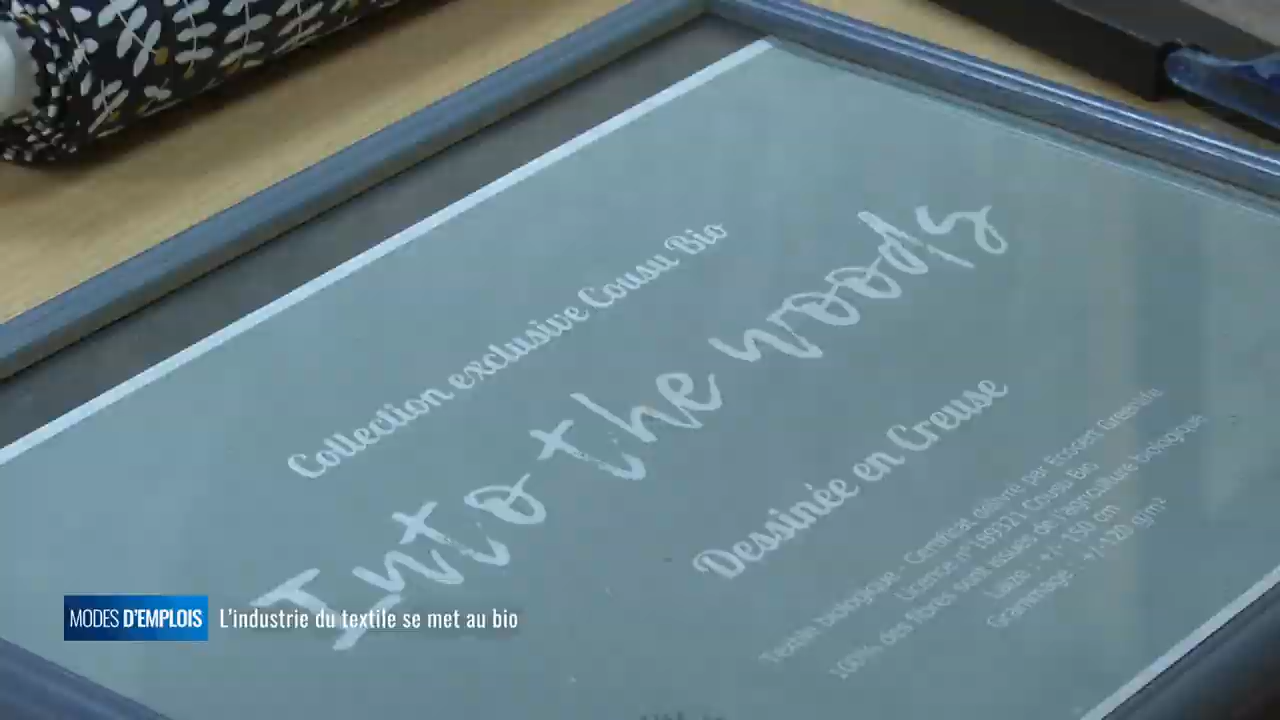 Collection exclusive Cousu Bio
Into the woods
Dessinée en Creuse
Textile biologique - Certificat délivré par Ecocert Greenlife
Licence n° 199321 Cousu Bio
100% des fibres sont issues de l'agriculture biologique
Laize : +/- 150 cm
Grammage : +/- 120 g/m²
MODES D'EMPLOIS L'industrie du textile se met au bio